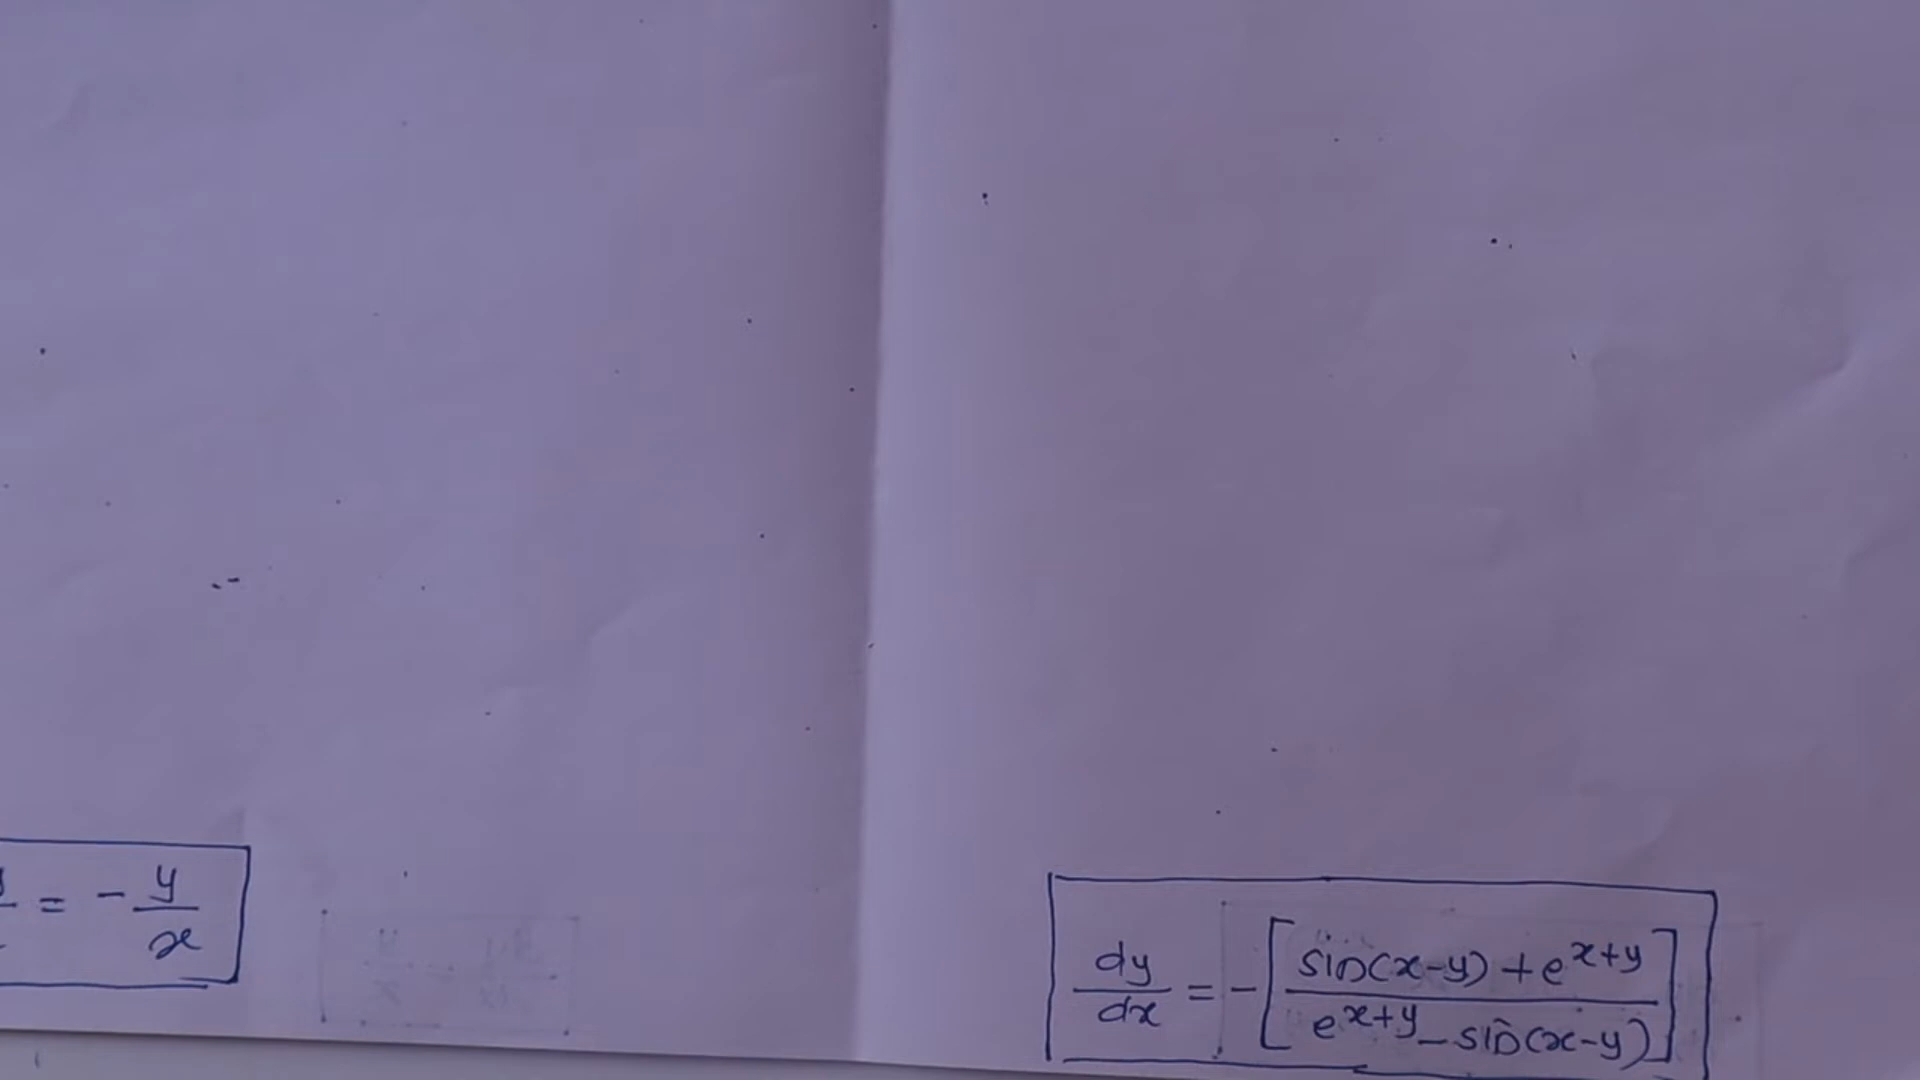 = - y/x
dy/dx = - [sin(x-y) + e^x+y / e^x+y - sin(x-y)]